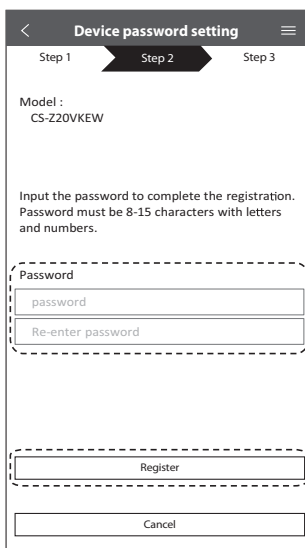 Device password setting
Step 1 Step 2 Step 3
Model :
CS-Z20VKEW
Input the password to complete the registration.
Password must be 8-15 characters with letters
and numbers.
Password
password
Re-enter password
Register
Cancel